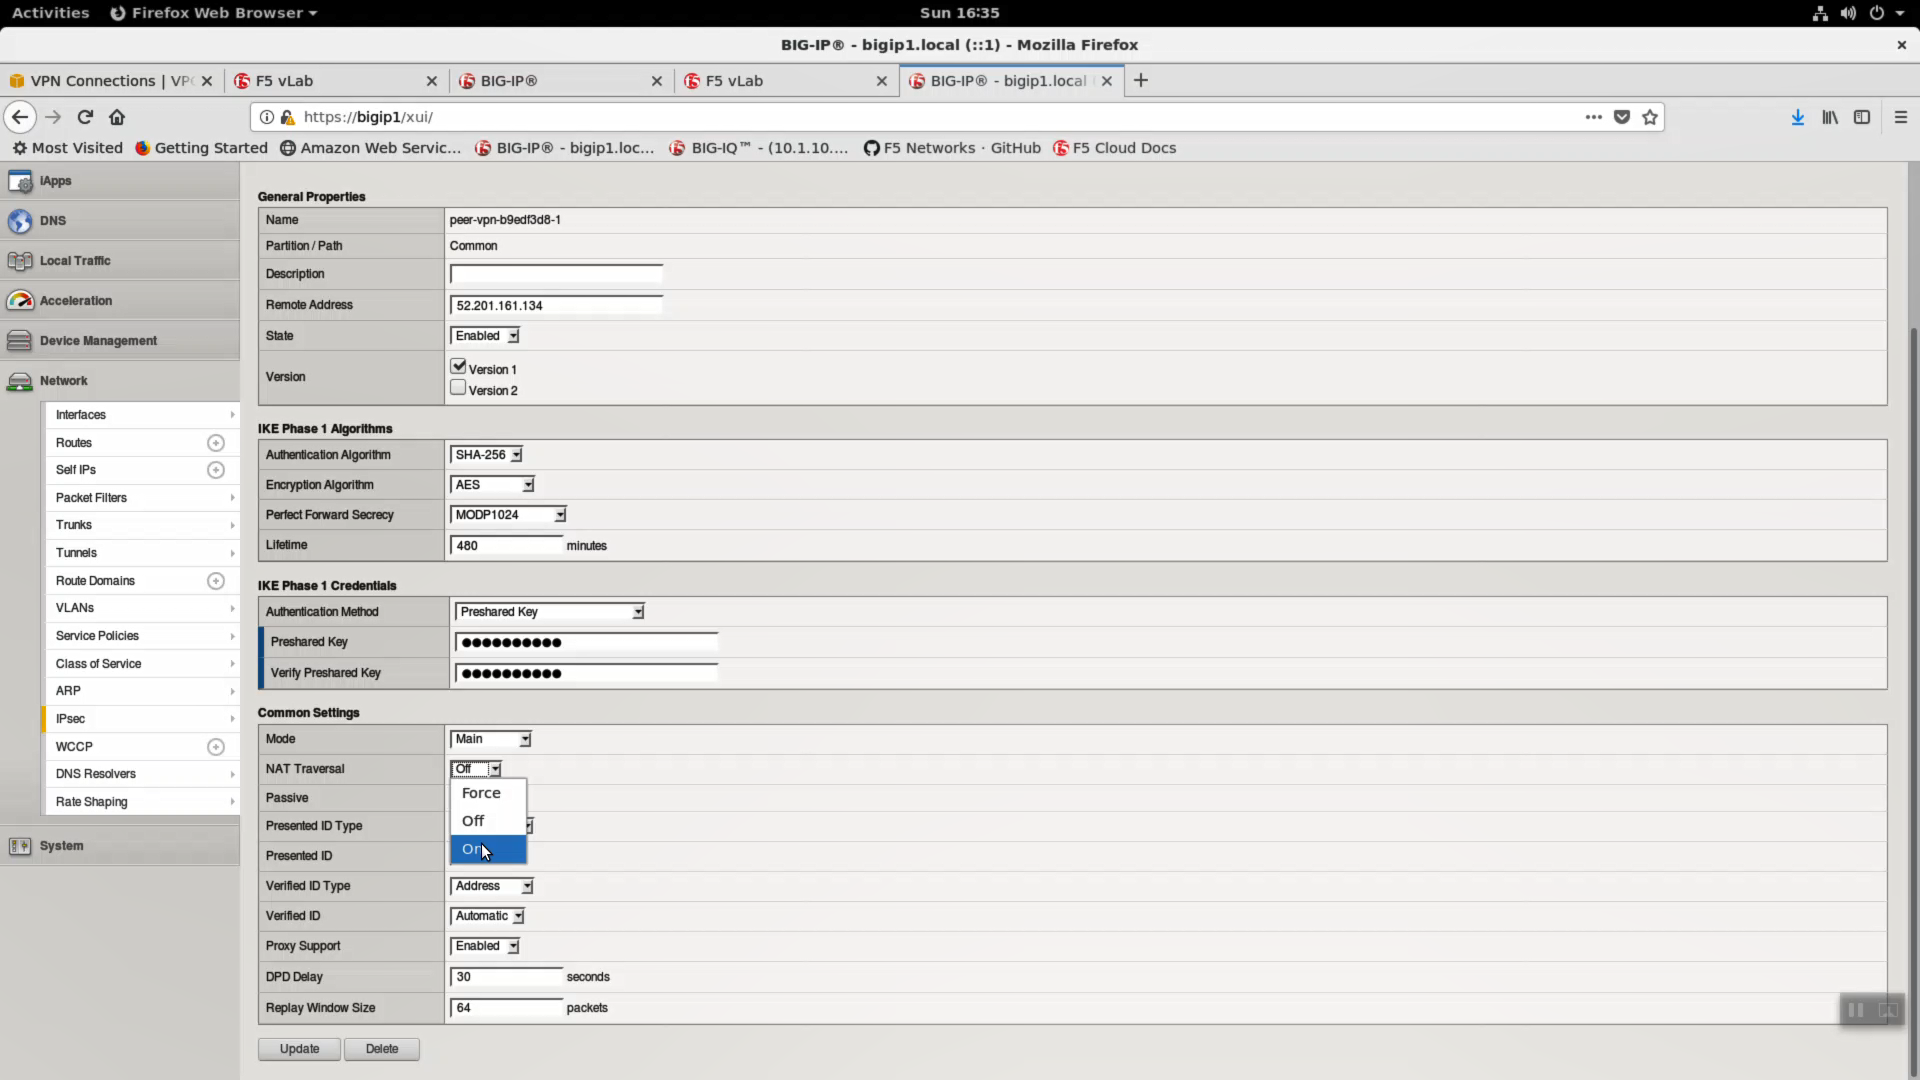 Activities Firefox Web Browser Sun 16:35
BIG-IP® - bigip1.local (::1) - Mozilla Firefox
VPN Connections | VPC F5 vLab BIG-IP® F5 vLab BIG-IP® - bigip1.local
https://bigip1/xui/
Most Visited Getting Started Amazon Web Servic... BIG-IP® - bigip1.loc... BIG-IQ™ - (10.1.10.... F5 Networks · GitHub F5 Cloud Docs
iApps
DNS
Local Traffic
Acceleration
Device Management
Network
Interfaces
Routes
Self IPs
Packet Filters
Trunks
Tunnels
Route Domains
VLANs
Service Policies
Class of Service
ARP
IPsec
WCCP
DNS Resolvers
Rate Shaping
System
General Properties
Name peer-vpn-b9edf3d8-1
Partition / Path Common
Description
Remote Address 52.201.161.134
State Enabled
Version Version 1
Version 2
IKE Phase 1 Algorithms
Authentication Algorithm SHA-256
Encryption Algorithm AES
Perfect Forward Secrecy MODP1024
Lifetime 480 minutes
IKE Phase 1 Credentials
Authentication Method Preshared Key
Preshared Key ●●●●●●●●●●
Verify Preshared Key ●●●●●●●●●●
Common Settings
Mode Main
NAT Traversal Off
Force
Off
On
Passive
Presented ID Type
Presented ID
Verified ID Type Address
Verified ID Automatic
Proxy Support Enabled
DPD Delay 30 seconds
Replay Window Size 64 packets
Update Delete